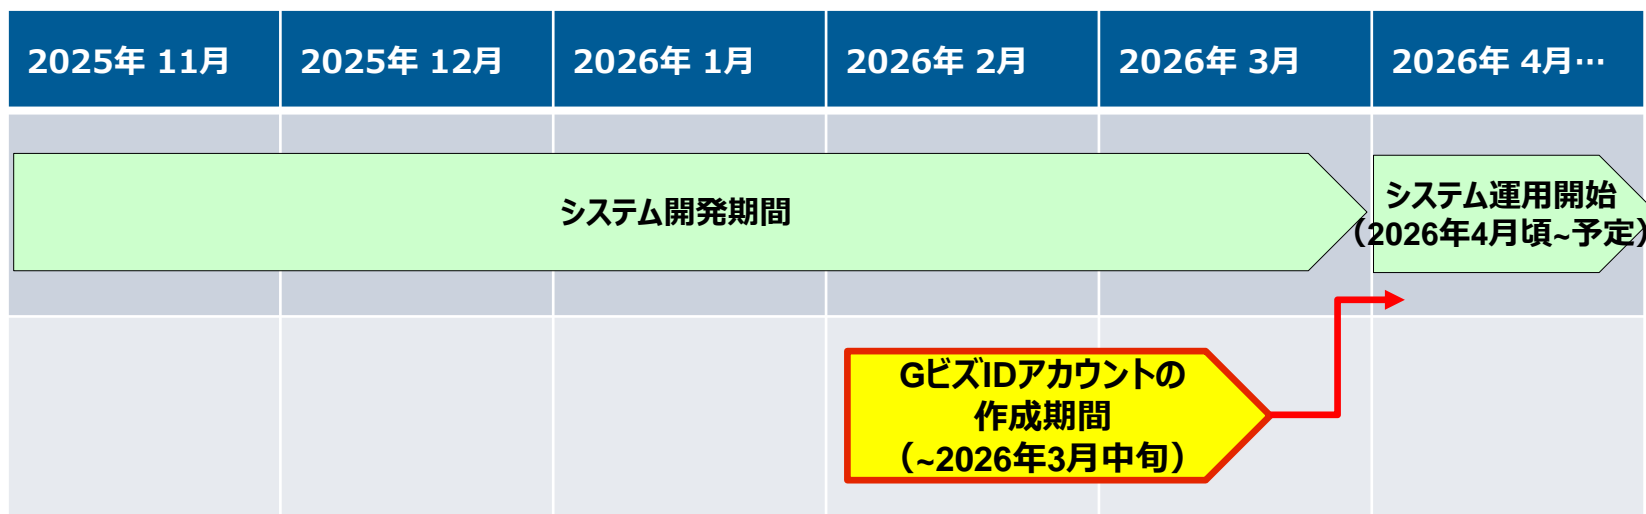 2025年 11月
2025年 12月
2026年 1月
2026年 2月
2026年 3月
2026年 4月…
システム開発期間
システム運用開始
（2026年4月頃~予定）
GビズIDアカウントの
作成期間
（~2026年3月中旬）